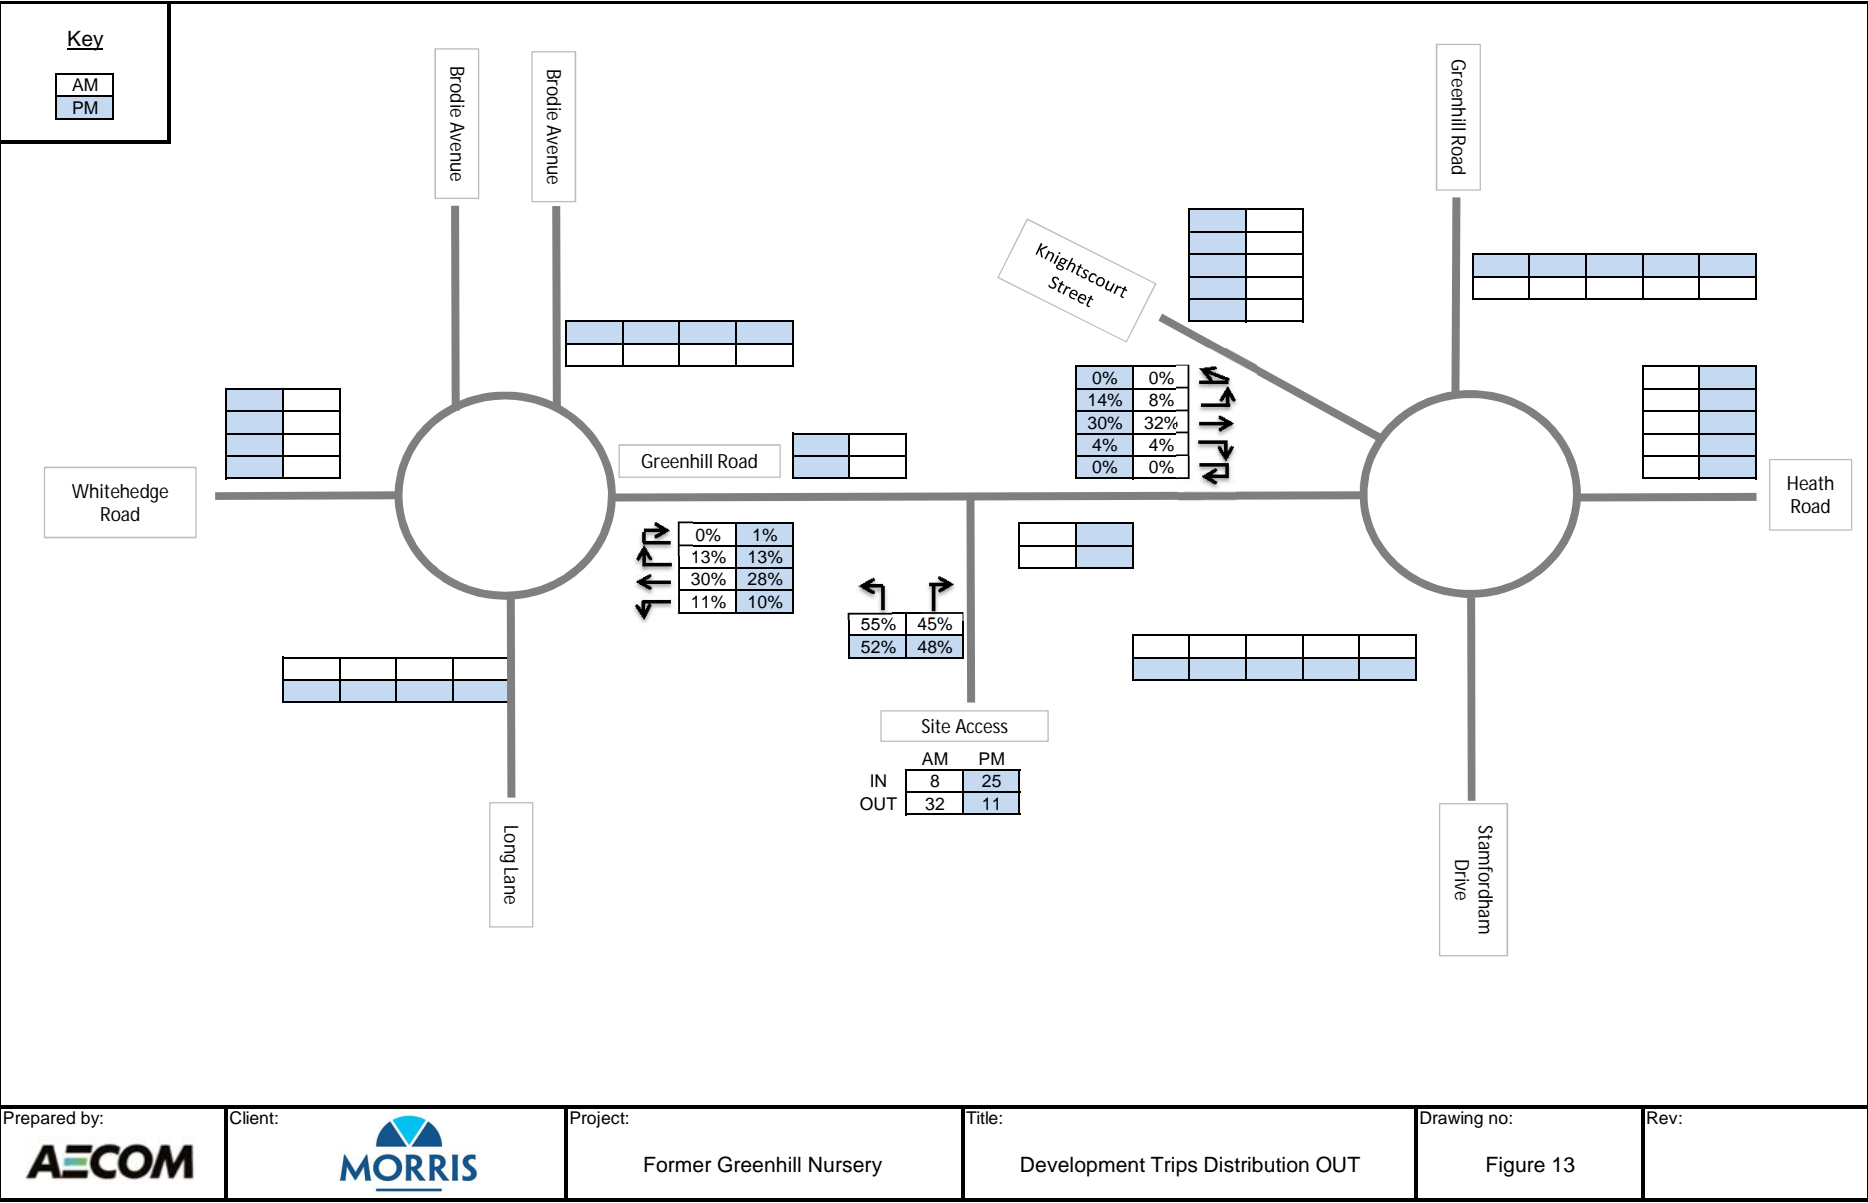 Key
AM
PM
Brodie Avenue
Brodie Avenue
Greenhill Road
Knightscourt
Street
0% 0%
14% 8%
30% 32%
4% 4%
0% 0%
Greenhill Road
Whitehedge
Road
Heath
Road
0% 1%
13% 13%
30% 28%
11% 10%
55% 45%
52% 48%
Site Access
AM PM
IN 8 25
OUT 32 11
Long Lane
Stamfordham
Drive
Prepared by:
AECOM
Client:
MORRIS
Project:
Former Greenhill Nursery
Title:
Development Trips Distribution OUT
Drawing no:
Figure 13
Rev: